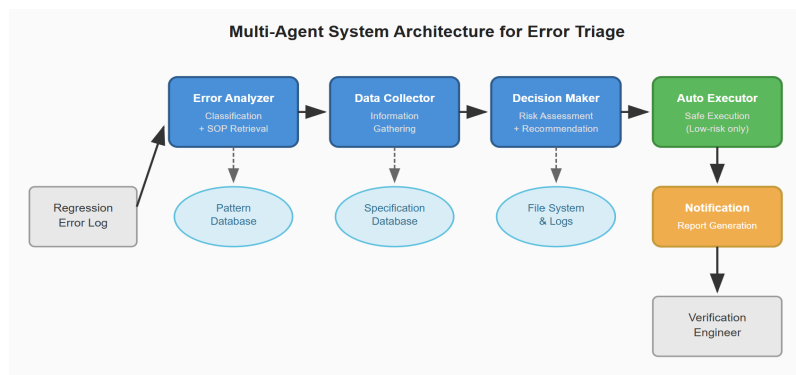 Multi-Agent System Architecture for Error Triage
Error Analyzer
Classification
+ SOP Retrieval
Data Collector
Information
Gathering
Decision Maker
Risk Assessment
+ Recommendation
Auto Executor
Safe Execution
(Low-risk only)
Regression
Error Log
Pattern
Database
Specification
Database
File System
& Logs
Notification
Report Generation
Verification
Engineer